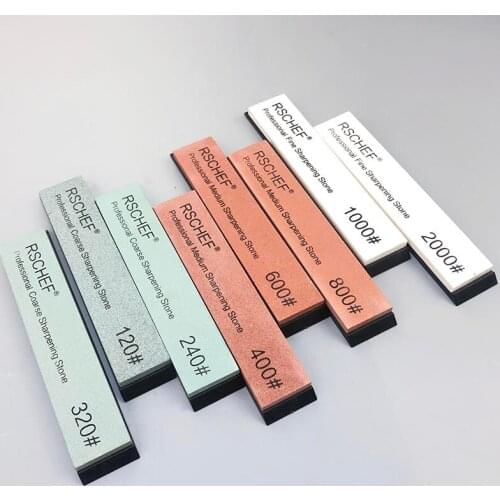 RSCHEF®
Professional Coarse Sharpening Stone
320#
RSCHEF®
Professional Coarse Sharpening Stone
120#
RSCHEF®
Professional Coarse Sharpening Stone
240#
RSCHEF®
Professional Medium Sharpening Stone
400#
RSCHEF®
Professional Medium Sharpening Stone
600#
RSCHEF®
Professional Medium Sharpening Stone
800#
RSCHEF®
Professional Fine Sharpening Stone
1000#
RSCHEF®
Professional Fine Sharpening Stone
2000#